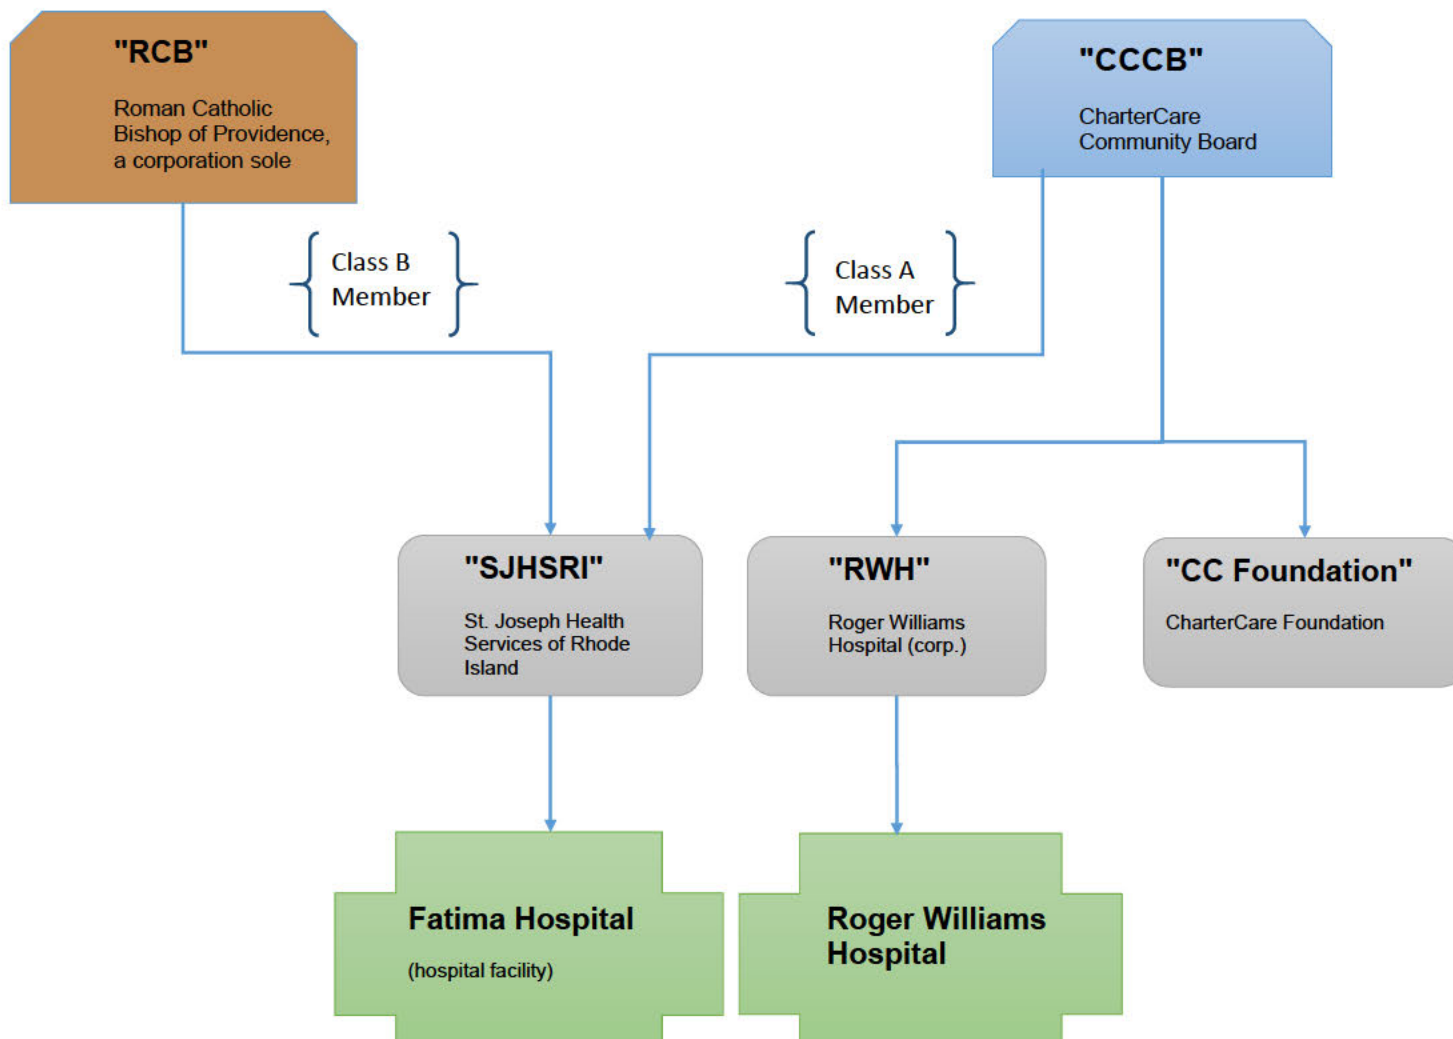 "RCB"
Roman Catholic
Bishop of Providence,
a corporation sole
"CCCB"
CharterCare
Community Board
Class B
Member
Class A
Member
"SJHSRI"
St. Joseph Health
Services of Rhode
Island
"RWH"
Roger Williams
Hospital (corp.)
"CC Foundation"
CharterCare Foundation
Fatima Hospital
(hospital facility)
Roger Williams
Hospital